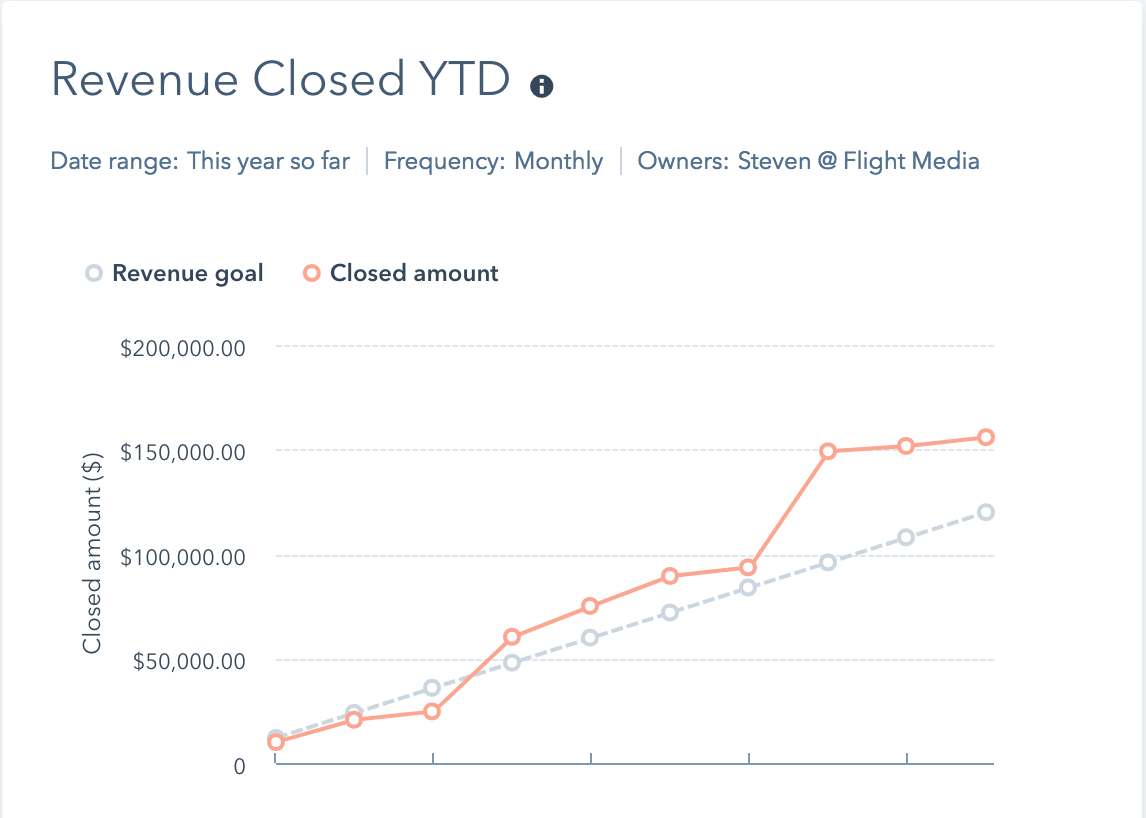 Revenue Closed YTD
Date range: This year so far Frequency: Monthly Owners: Steven @ Flight Media
Revenue goal Closed amount
$200,000.00
$150,000.00
$100,000.00
$50,000.00
0
Closed amount ($)